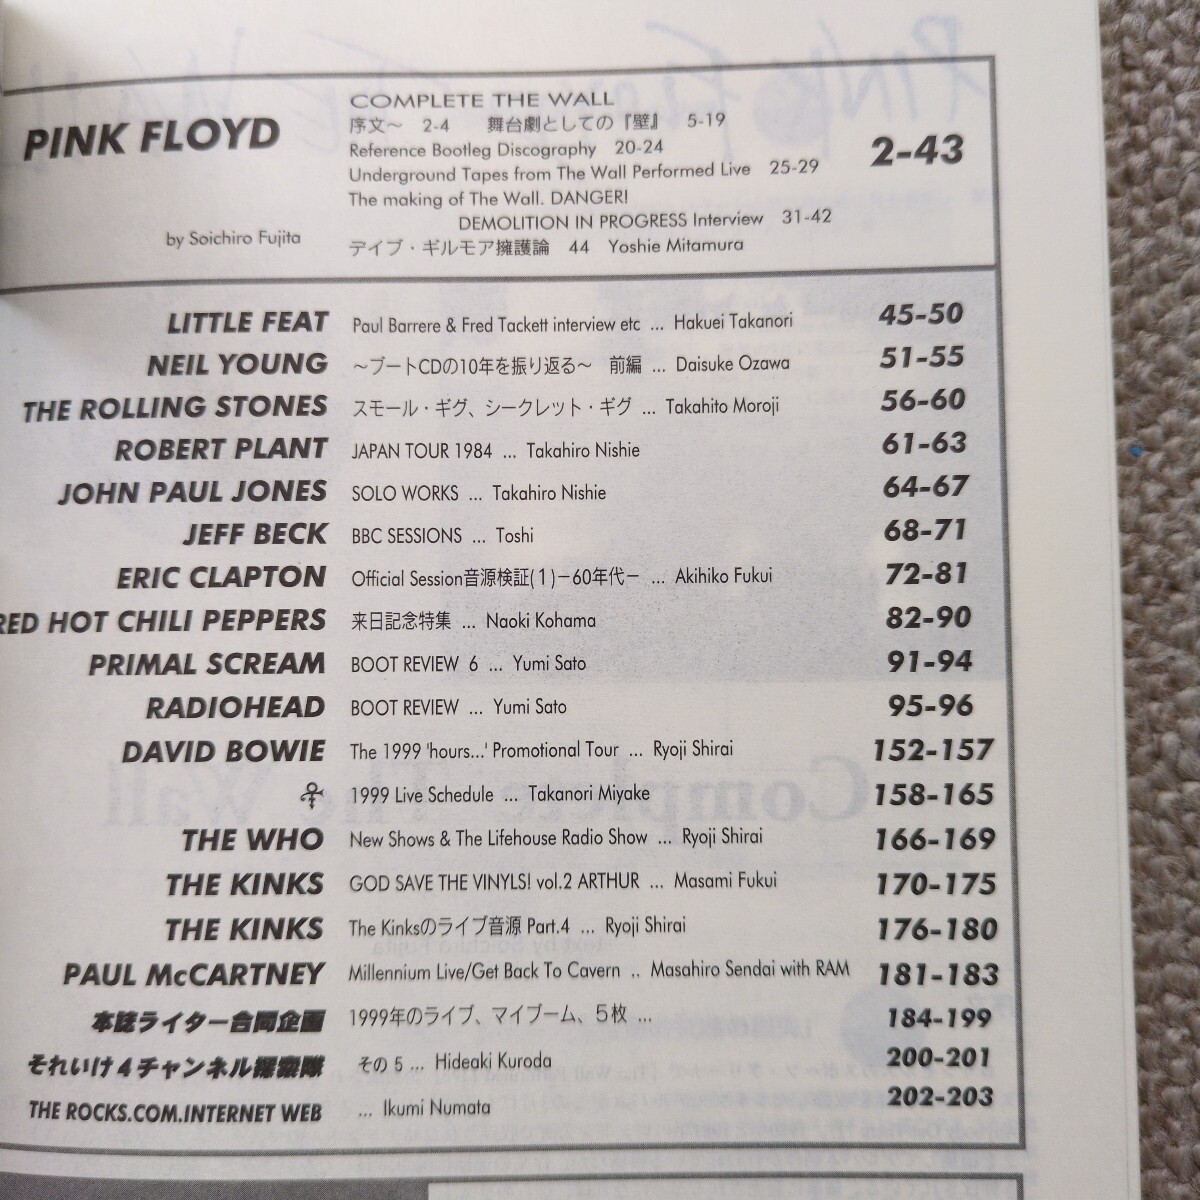 PINK FLOYD
by Soichiro Fujita
COMPLETE THE WALL
序文～ 2-4 舞台劇としての『壁』 5-19
Reference Bootleg Discography 20-24
Underground Tapes from The Wall Performed Live 25-29
The making of The Wall. DANGER!
DEMOLITION IN PROGRESS Interview 31-42
デイブ・ギルモア擁護論 44 Yoshie Mitamura
2-43
LITTLE FEAT Paul Barrere & Fred Tackett interview etc ... Hakuei Takanori 45-50
NEIL YOUNG ～ブートCDの10年を振り返る～ 前編 ... Daisuke Ozawa 51-55
THE ROLLING STONES スモール・ギグ、シークレット・ギグ ... Takahito Moroji 56-60
ROBERT PLANT JAPAN TOUR 1984 ... Takahiro Nishie 61-63
JOHN PAUL JONES SOLO WORKS ... Takahiro Nishie 64-67
JEFF BECK BBC SESSIONS ... Toshi 68-71
ERIC CLAPTON Official Session音源検証(1)－60年代－ ... Akihiko Fukui 72-81
RED HOT CHILI PEPPERS 来日記念特集 ... Naoki Kohama 82-90
PRIMAL SCREAM BOOT REVIEW 6 ... Yumi Sato 91-94
RADIOHEAD BOOT REVIEW ... Yumi Sato 95-96
DAVID BOWIE The 1999 'hours...' Promotional Tour ... Ryoji Shirai 152-157
1999 Live Schedule ... Takanori Miyake 158-165
THE WHO New Shows & The Lifehouse Radio Show ... Ryoji Shirai 166-169
THE KINKS GOD SAVE THE VINYLS! vol.2 ARTHUR ... Masami Fukui 170-175
THE KINKS The Kinksのライブ音源 Part.4 ... Ryoji Shirai 176-180
PAUL McCARTNEY Millennium Live/Get Back To Cavern .. Masahiro Sendai with RAM 181-183
本誌ライター合同企画 1999年のライブ、マイブーム、5枚 ... 184-199
それいけ4チャンネル探索隊 その5 ... Hideaki Kuroda 200-201
THE ROCKS.COM.INTERNET WEB ... Ikumi Numata 202-203